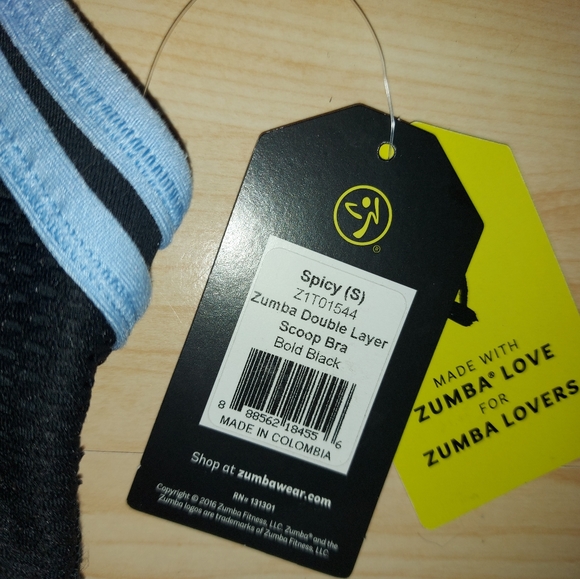 Spicy (S)
Z1T01544
Zumba Double Layer
Scoop Bra
Bold Black
8 88562 18455 6
MADE IN COLOMBIA
Shop at zumbawear.com
RN# 131301
Copyright © 2016 Zumba Fitness, LLC. Zumba® and the
Zumba logos are trademarks of Zumba Fitness, LLC.
®
MADE WITH
ZUMBA® LOVE
FOR
ZUMBA LOVERS